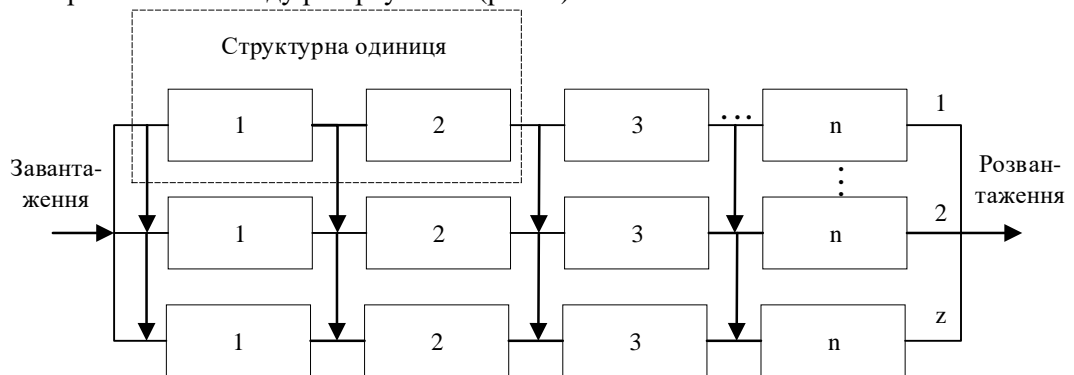 Структурна одиниця
1 2 3 … n 1
Заванта-
ження
Розван-
таження
1 2 3 n 2
1 2 3 n z